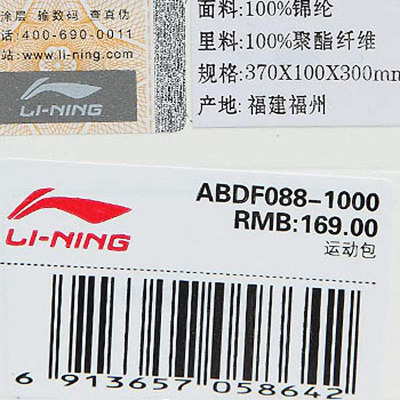 涂层 输数码 查真伪
话:400-690-0011
站:www.li-ning.c
LI-NING
面料:100%锦纶
里料:100%聚酯纤维
规格:370X100X300mm
产地:福建福州
LI-NING
ABDF088-1000
RMB:169.00
运动包
6 913657 058642